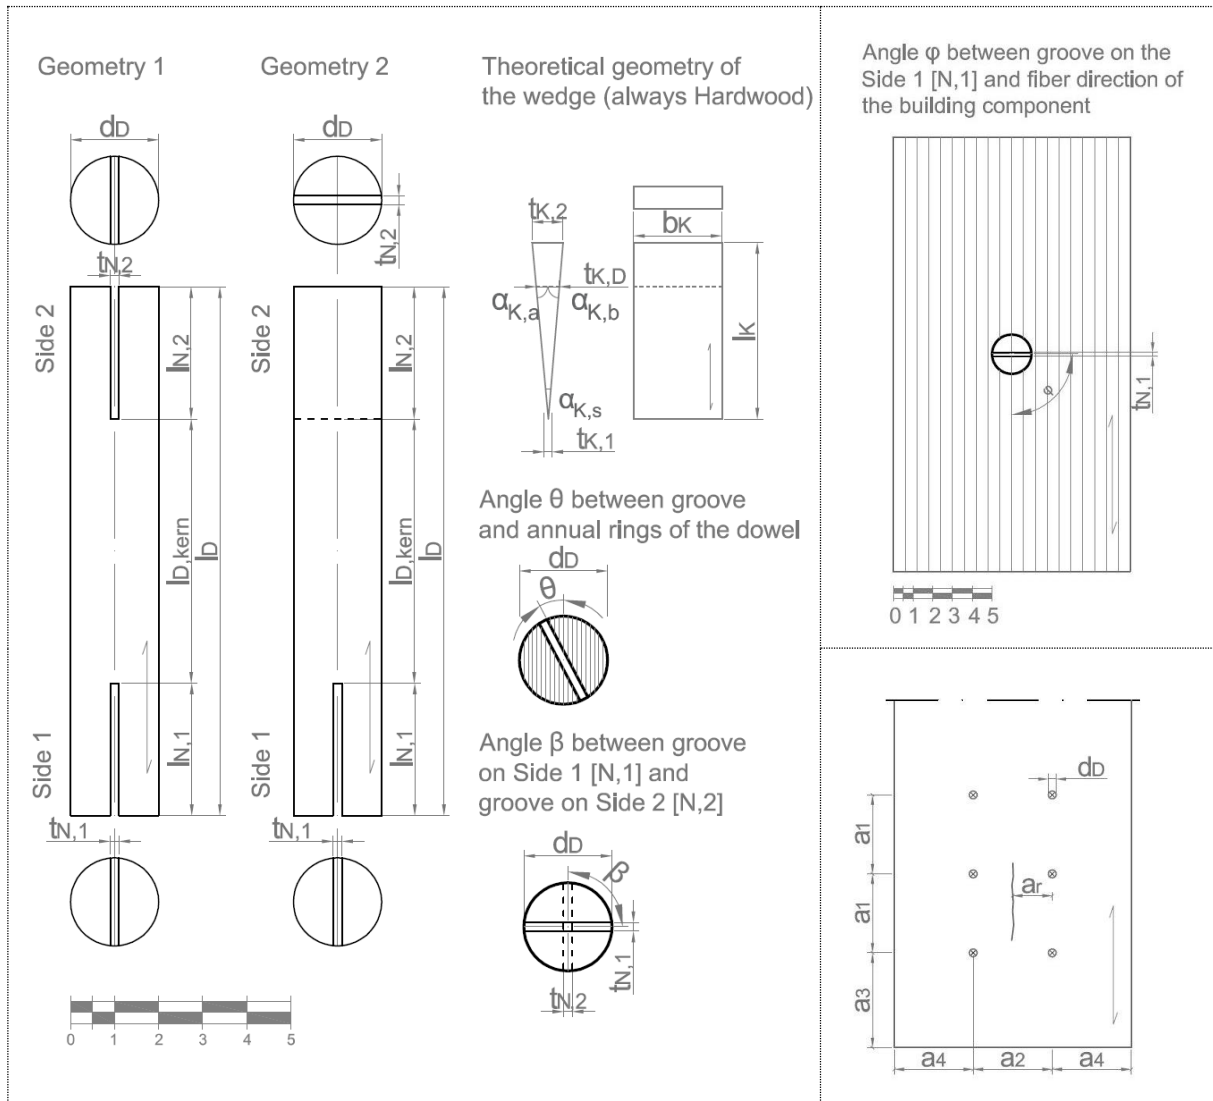 Geometry 1
Geometry 2
Theoretical geometry of
the wedge (always Hardwood)
dD
dD
tN,2
tN,2
Side 2
Side 2
lN,2
lN,2
lD,kern
lD
lD,kern
lD
Side 1
Side 1
lN,1
lN,1
tN,1
tN,1
0 1 2 3 4 5
tK,2
bK
tK,D
αK,a
αK,b
lK
αK,s
tK,1
Angle θ between groove
and annual rings of the dowel
dD
θ
Angle β between groove
on Side 1 [N,1] and
groove on Side 2 [N,2]
dD
β
tN,1
tN,2
Angle φ between groove on the
Side 1 [N,1] and fiber direction of
the building component
φ
tN,1
0 1 2 3 4 5
dD
a1
a1
ar
a3
a4
a2
a4